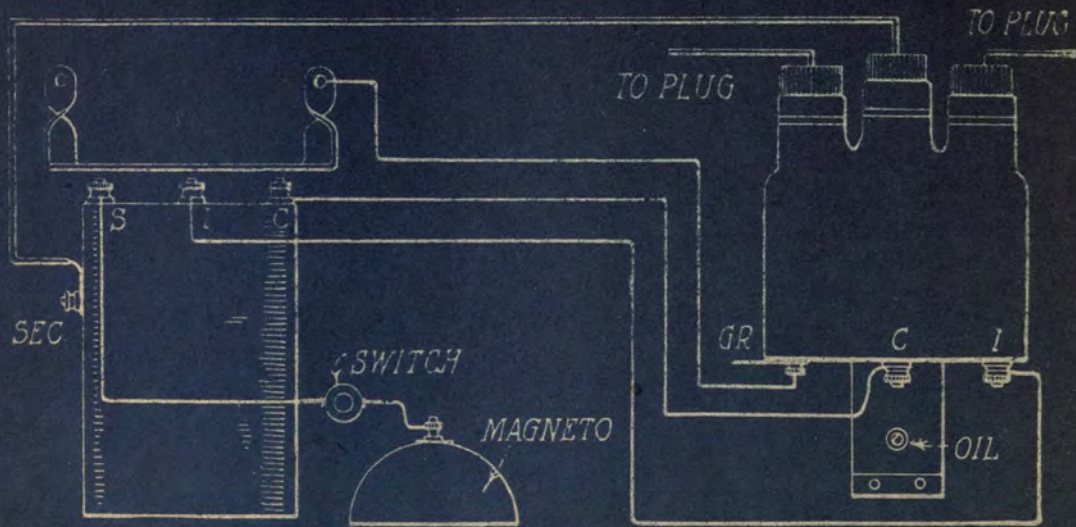 TO PLUG
TO PLUG
S I C
SEC
GR C I
SWITCH
MAGNETO
OIL